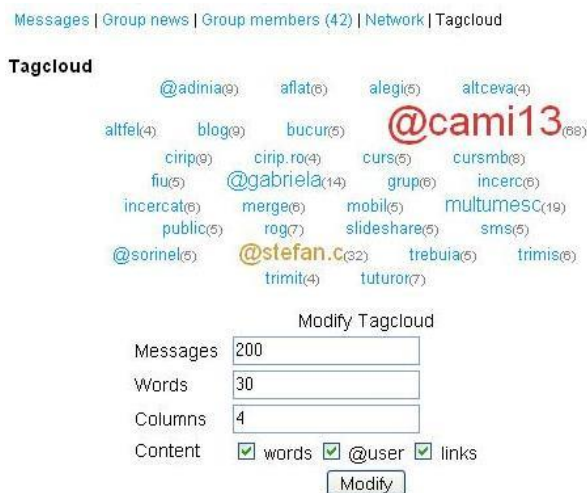 Messages | Group news | Group members (42) | Network | Tagcloud
Tagcloud
@adinia(9) aflat(6) alegi(5) altceva(4)
altfel(4) blog(9) bucur(5) @cami13(68)
cirip(9) cirip.ro(4) curs(5) cursmb(8)
fiu(5) @gabriela(14) grup(6) incerc(6)
incercat(6) merge(6) mobil(5) multumesc(19)
public(5) rog(7) slideshare(5) sms(5)
@sorinel(5) @stefan.c(32) trebuia(5) trimis(6)
trimit(4) tuturor(7)
Modify Tagcloud
Messages 200
Words 30
Columns 4
Content words @user links
Modify